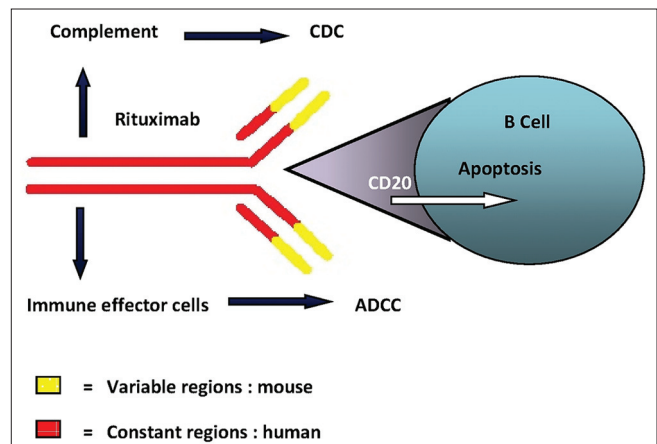 Complement CDC
Rituximab
B Cell
Apoptosis
CD20
Immune effector cells ADCC
= Variable regions : mouse
= Constant regions : human